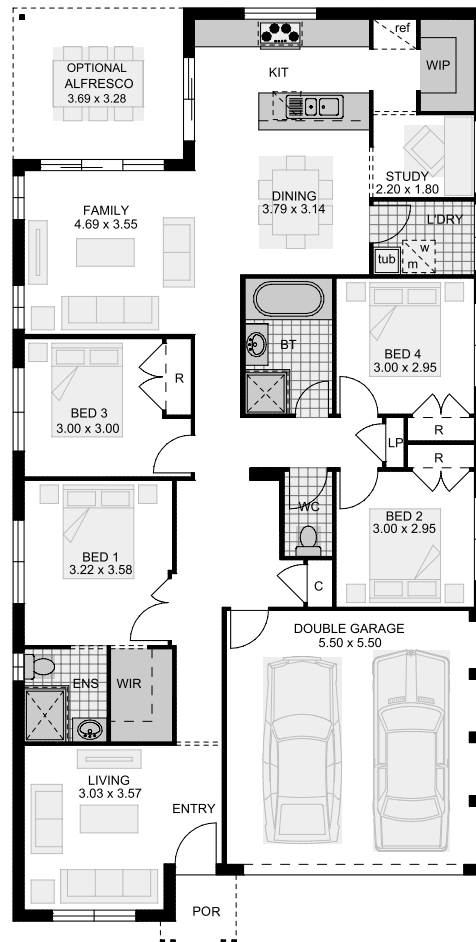 ref
OPTIONAL
ALFRESCO
3.69 x 3.28
KIT
WIP
STUDY
2.20 x 1.80
DINING
3.79 x 3.14
FAMILY
4.69 x 3.55
L'DRY
w
tub
m
BT
BED 4
3.00 x 2.95
R
BED 3
3.00 x 3.00
R
LP
R
WC
BED 2
3.00 x 2.95
BED 1
3.22 x 3.58
C
DOUBLE GARAGE
5.50 x 5.50
ENS
WIR
LIVING
3.03 x 3.57
ENTRY
POR